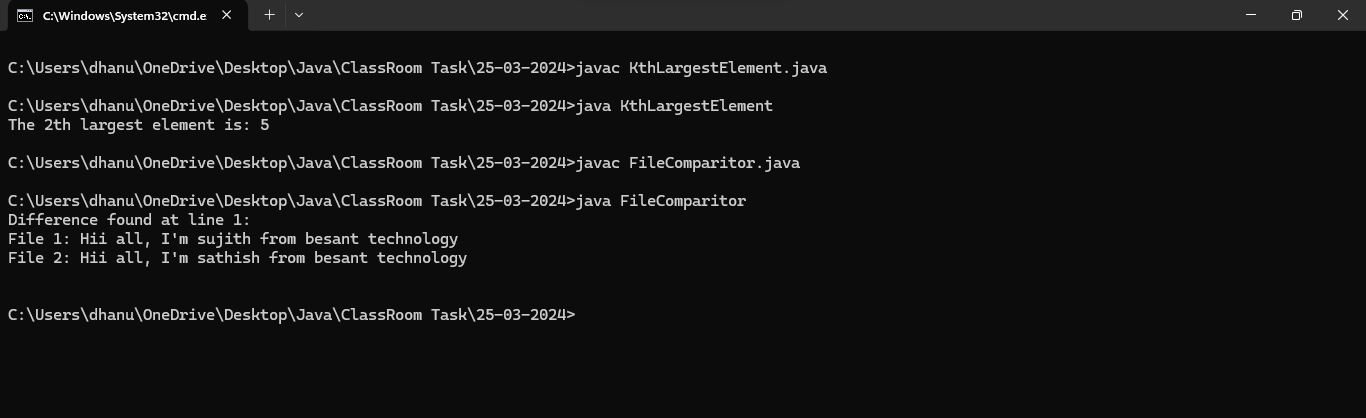 C:\Windows\System32\cmd.e
C:\Users\dhanu\OneDrive\Desktop\Java\ClassRoom Task\25-03-2024>javac KthLargestElement.java
C:\Users\dhanu\OneDrive\Desktop\Java\ClassRoom Task\25-03-2024>java KthLargestElement
The 2th largest element is: 5
C:\Users\dhanu\OneDrive\Desktop\Java\ClassRoom Task\25-03-2024>javac FileComparitor.java
C:\Users\dhanu\OneDrive\Desktop\Java\ClassRoom Task\25-03-2024>java FileComparitor
Difference found at line 1:
File 1: Hii all, I'm sujith from besant technology
File 2: Hii all, I'm sathish from besant technology
C:\Users\dhanu\OneDrive\Desktop\Java\ClassRoom Task\25-03-2024>